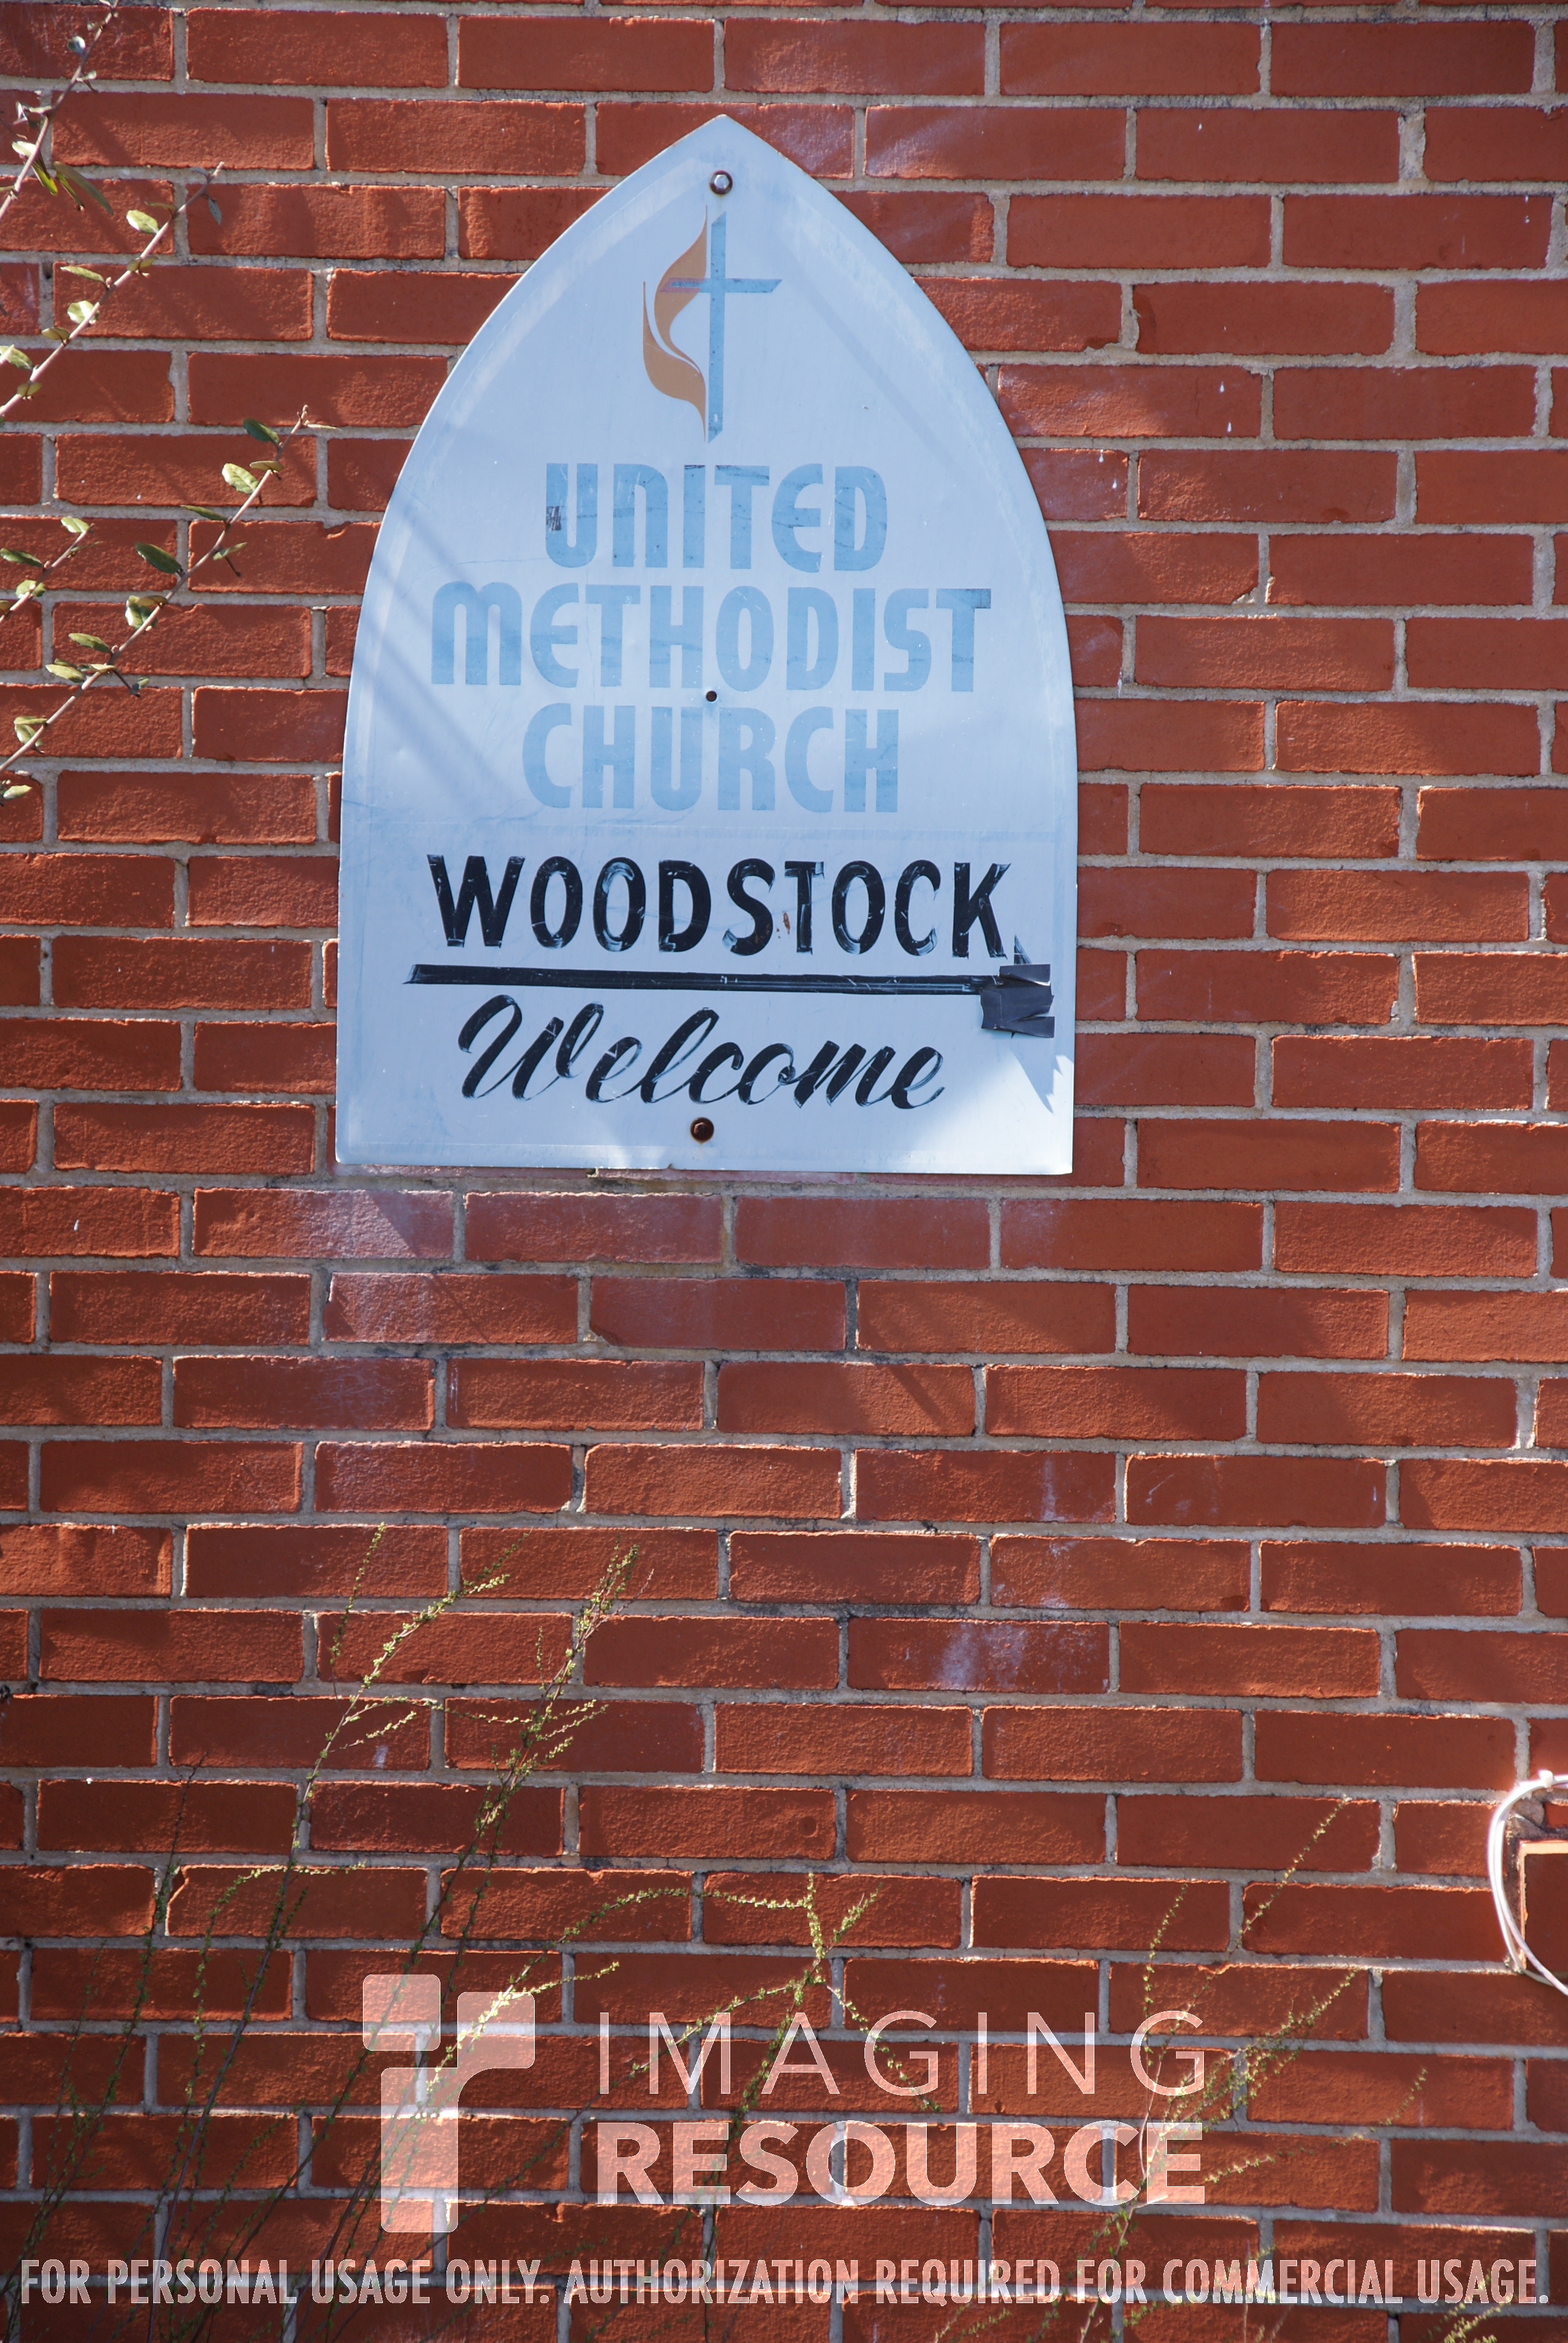 UNITED
METHODIST
CHURCH
WOODSTOCK
Welcome
IMAGING
RESOURCE
FOR PERSONAL USAGE ONLY. AUTHORIZATION REQUIRED FOR COMMERCIAL USAGE.